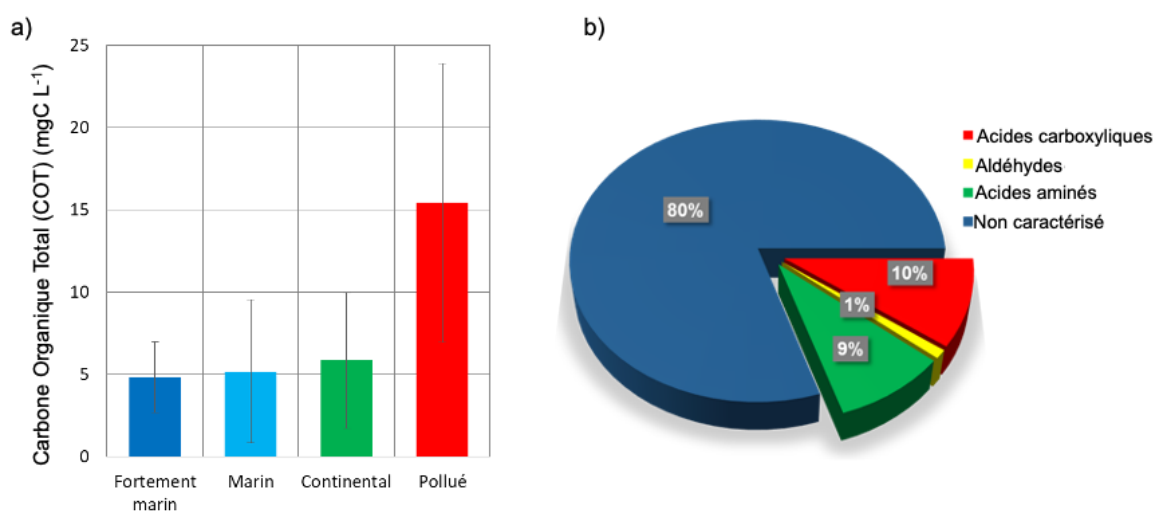 a)
Carbone Organique Total (COT) (mgC L⁻¹)
25
20
15
10
5
0
Fortement
marin
Marin
Continental
Pollué
b)
80%
10%
1%
9%
Acides carboxyliques
Aldéhydes
Acides aminés
Non caractérisé